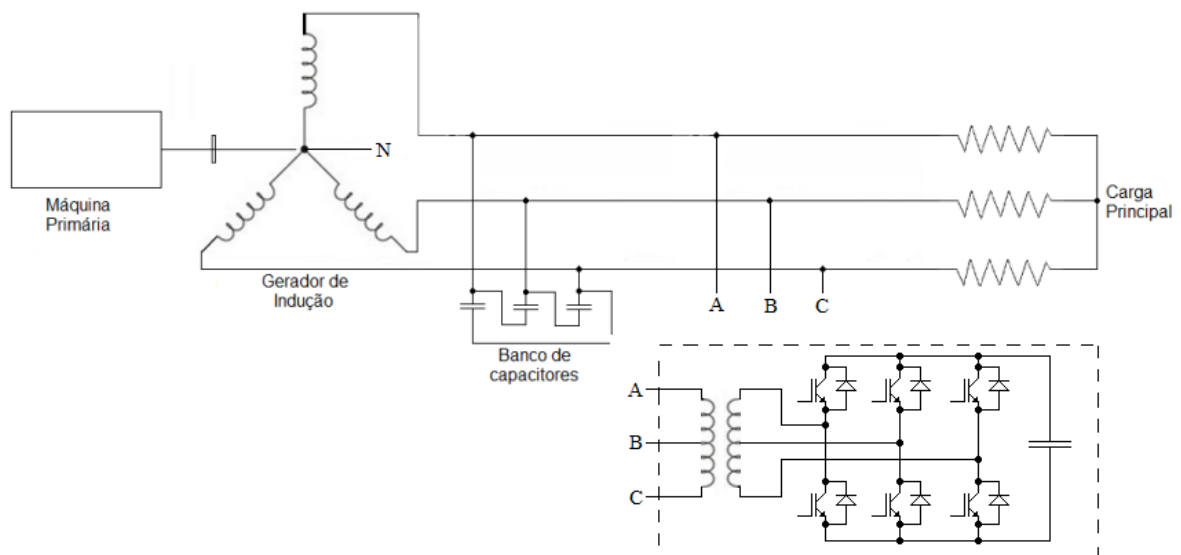 N
Máquina
Primária
Carga
Principal
Gerador de
Indução
A B C
Banco de
capacitores
A
B
C